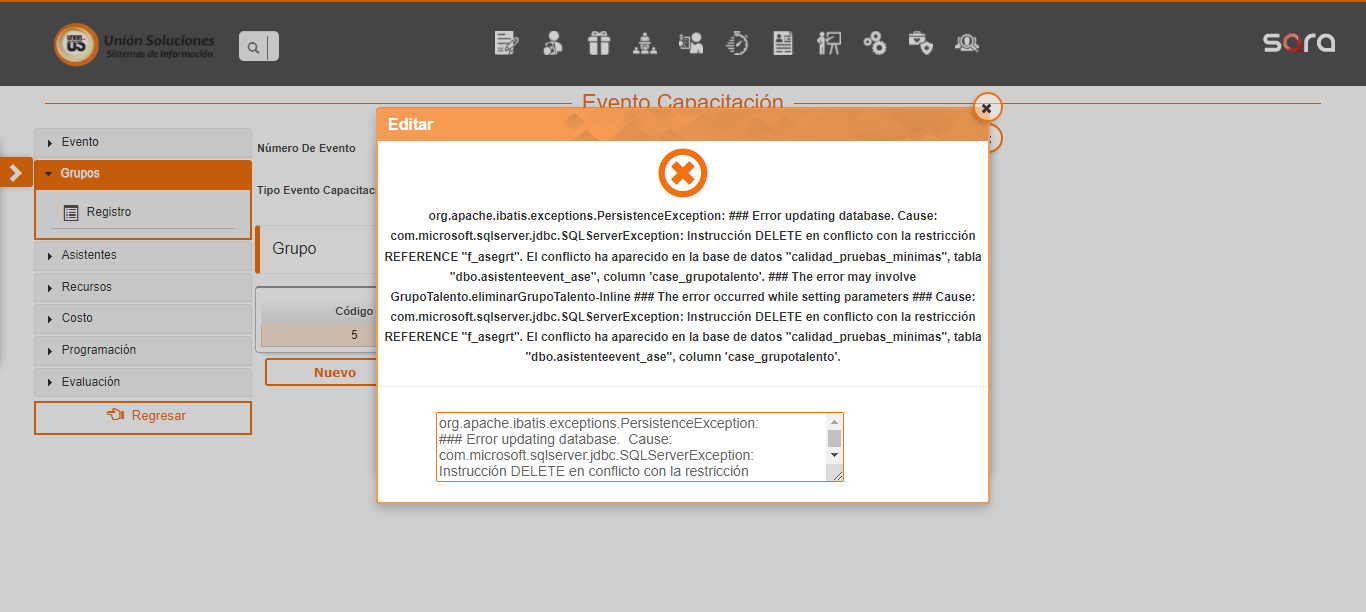 UNION
US
Unión Soluciones
Sistemas de Información
sara
Evento Capacitación
Evento
Grupos
Registro
Asistentes
Recursos
Costo
Programación
Evaluación
Regresar
Número De Evento
Tipo Evento Capacitac
Grupo
Código
5
Nuevo
Editar
org.apache.ibatis.exceptions.PersistenceException: ### Error updating database. Cause:
com.microsoft.sqlserver.jdbc.SQLServerException: Instrucción DELETE en conflicto con la restricción
REFERENCE "f_asegrt". El conflicto ha aparecido en la base de datos "calidad_pruebas_minimas", tabla
"dbo.asistenteevent_ase", column 'case_grupotalento'. ### The error may involve
GrupoTalento.eliminarGrupoTalento-Inline ### The error occurred while setting parameters ### Cause:
com.microsoft.sqlserver.jdbc.SQLServerException: Instrucción DELETE en conflicto con la restricción
REFERENCE "f_asegrt". El conflicto ha aparecido en la base de datos "calidad_pruebas_minimas", tabla
"dbo.asistenteevent_ase", column 'case_grupotalento'.
org.apache.ibatis.exceptions.PersistenceException:
### Error updating database.  Cause:
com.microsoft.sqlserver.jdbc.SQLServerException:
Instrucción DELETE en conflicto con la restricción